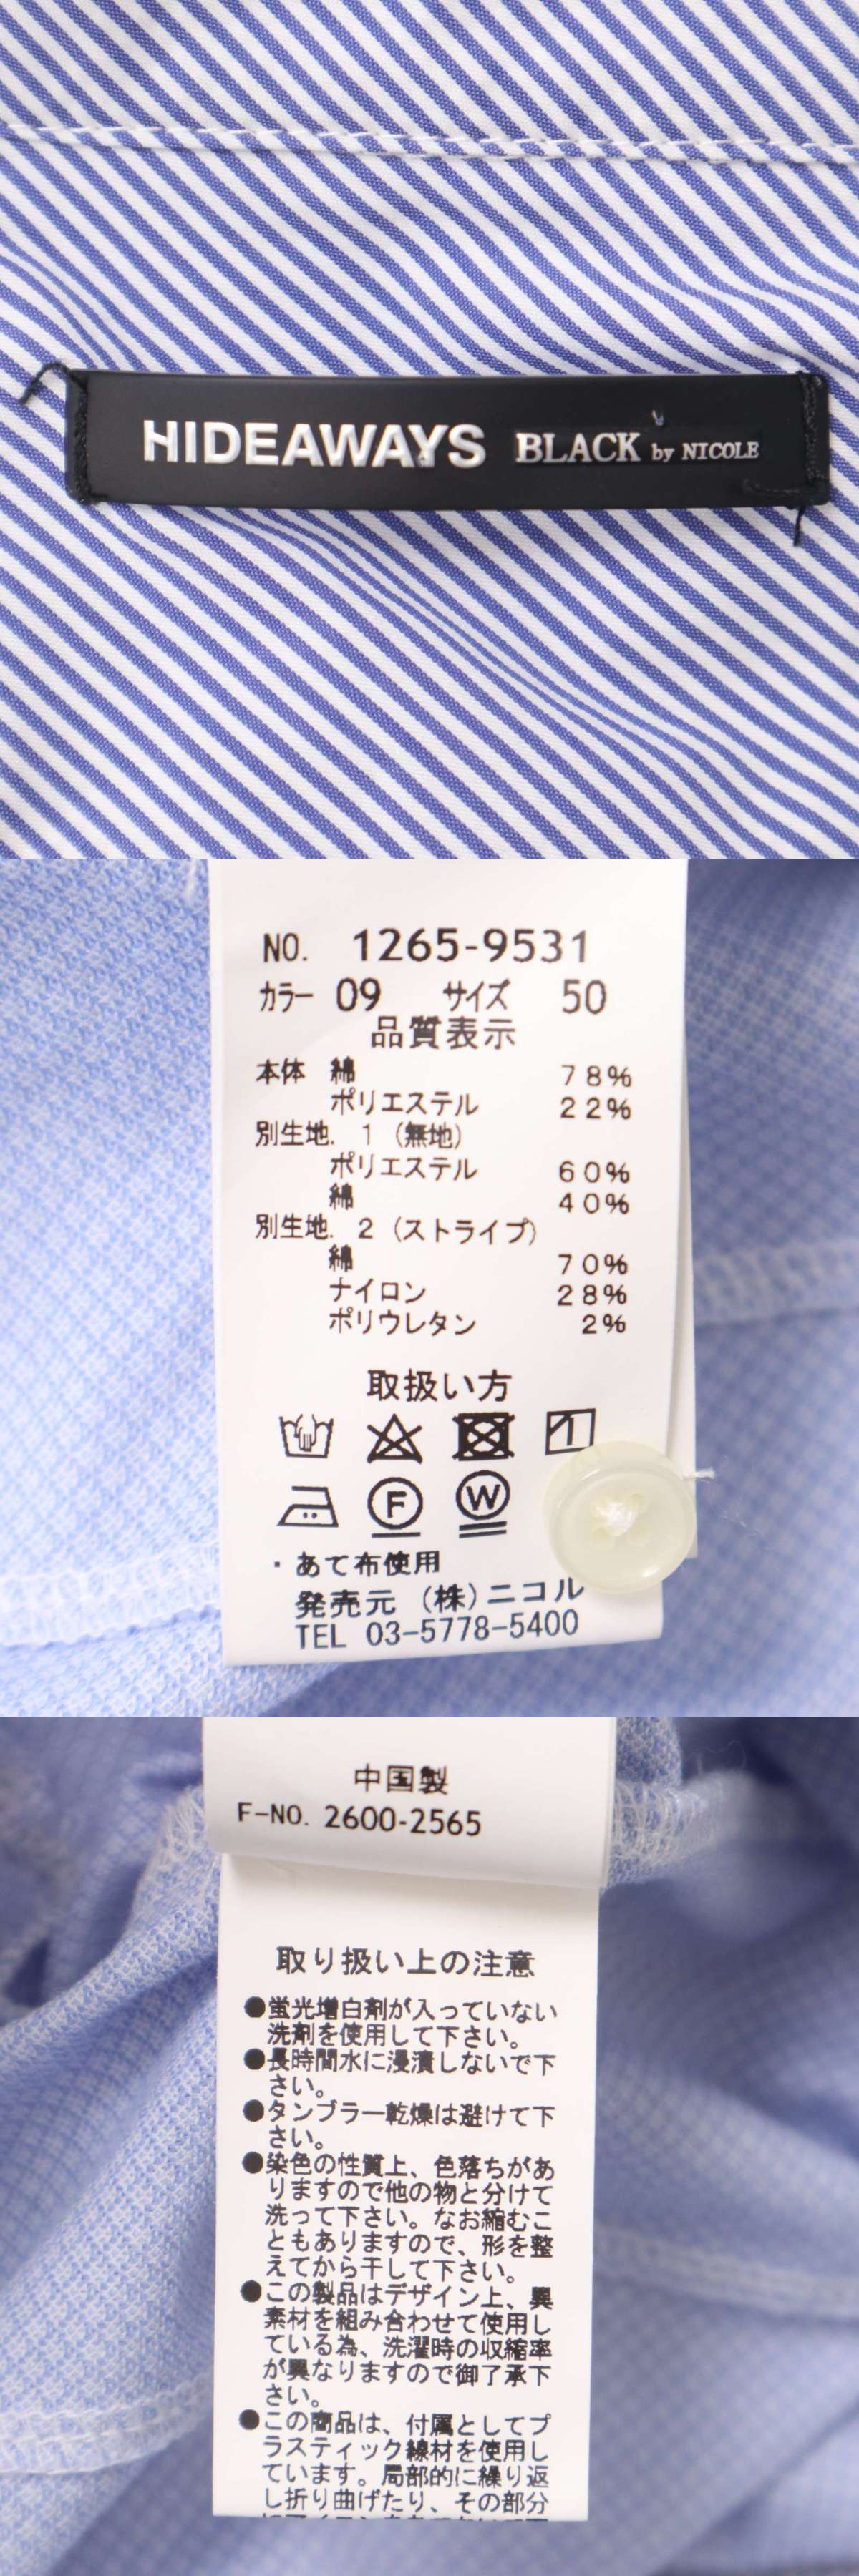 HIDEAWAYS BLACK by NICOLE
NO. 1265-9531
カラー 09 サイズ 50
品質表示
本体 綿 78%
ポリエステル 22%
別生地. 1 (無地)
ポリエステル 60%
綿 40%
別生地. 2 (ストライプ)
綿 70%
ナイロン 28%
ポリウレタン 2%
取扱い方
F W
・あて布使用
発売元 (株)ニコル
TEL 03-5778-5400
中国製
F-NO. 2600-2565
取り扱い上の注意
●蛍光増白剤が入っていない
洗剤を使用して下さい。
●長時間水に浸漬しないで下
さい。
●タンブラー乾燥は避けて下
さい。
●染色の性質上、色落ちがあ
りますので他の物と分けて
洗って下さい。なお縮むこ
ともありますので、形を整
えてから干して下さい。
●この製品はデザイン上、異
素材を組み合わせて使用し
ている為、洗濯時の収縮率
が異なりますので御了承下
さい。
●この商品は、付属としてプ
ラスティック線材を使用し
ています。局部的に繰り返
し折り曲げたり、その部分